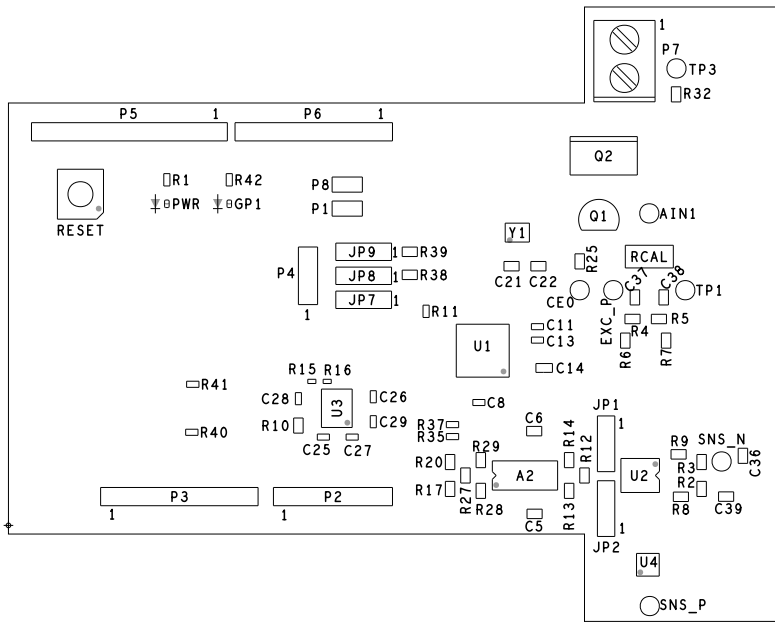 1
P7
TP3
R32
P5
1
P6
1
Q2
R1
R42
P8
PWR
GP1
P1
Q1
AIN1
RESET
Y1
JP9
1
R39
R25
RCAL
P4
JP8
1
R38
C21
C22
C37
C38
TP1
JP7
1
CE0
EXC_P
1
R11
C11
R4
R5
C13
U1
R6
R7
C14
R15
R16
R41
C28
C26
U3
C8
JP1
R10
C29
R37
C6
R14
1
R40
R35
C25
C27
R29
R12
R9
SNS_N
R20
A2
U2
R3
C36
R2
R17
R27
R28
R13
R8
C39
P3
P2
1
1
C5
1
JP2
U4
SNS_P